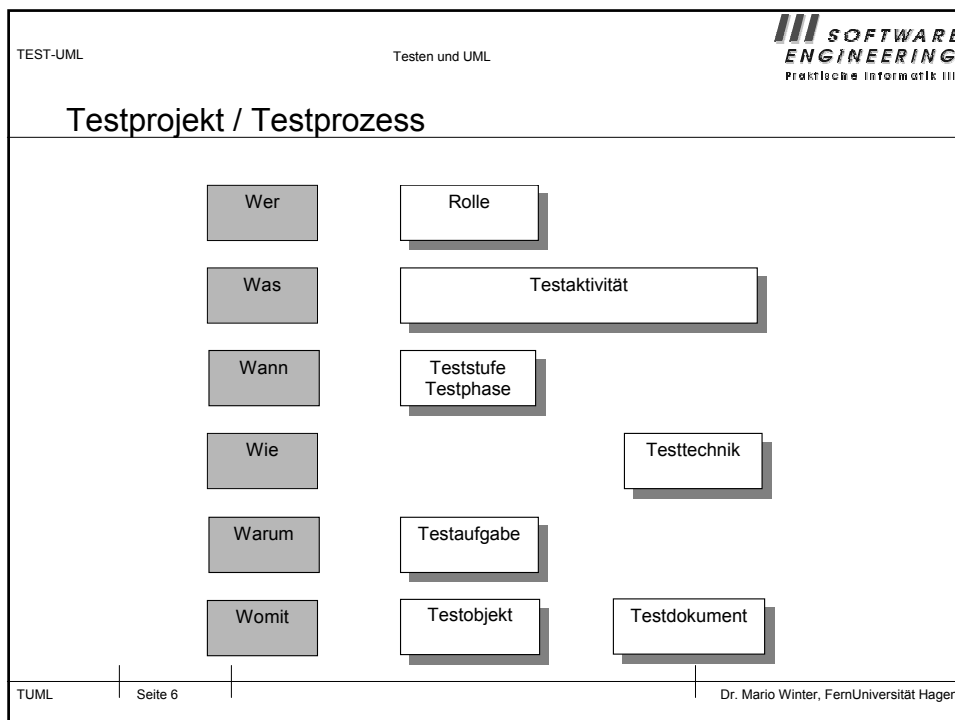 TEST-UML
Testen und UML
SOFTWARE
ENGINEERING
Praktische Informatik III
Testprojekt / Testprozess
Wer
Rolle
Was
Testaktivität
Wann
Teststufe
Testphase
Wie
Testtechnik
Warum
Testaufgabe
Womit
Testobjekt
Testdokument
TUML
Seite 6
Dr. Mario Winter, FernUniversität Hagen